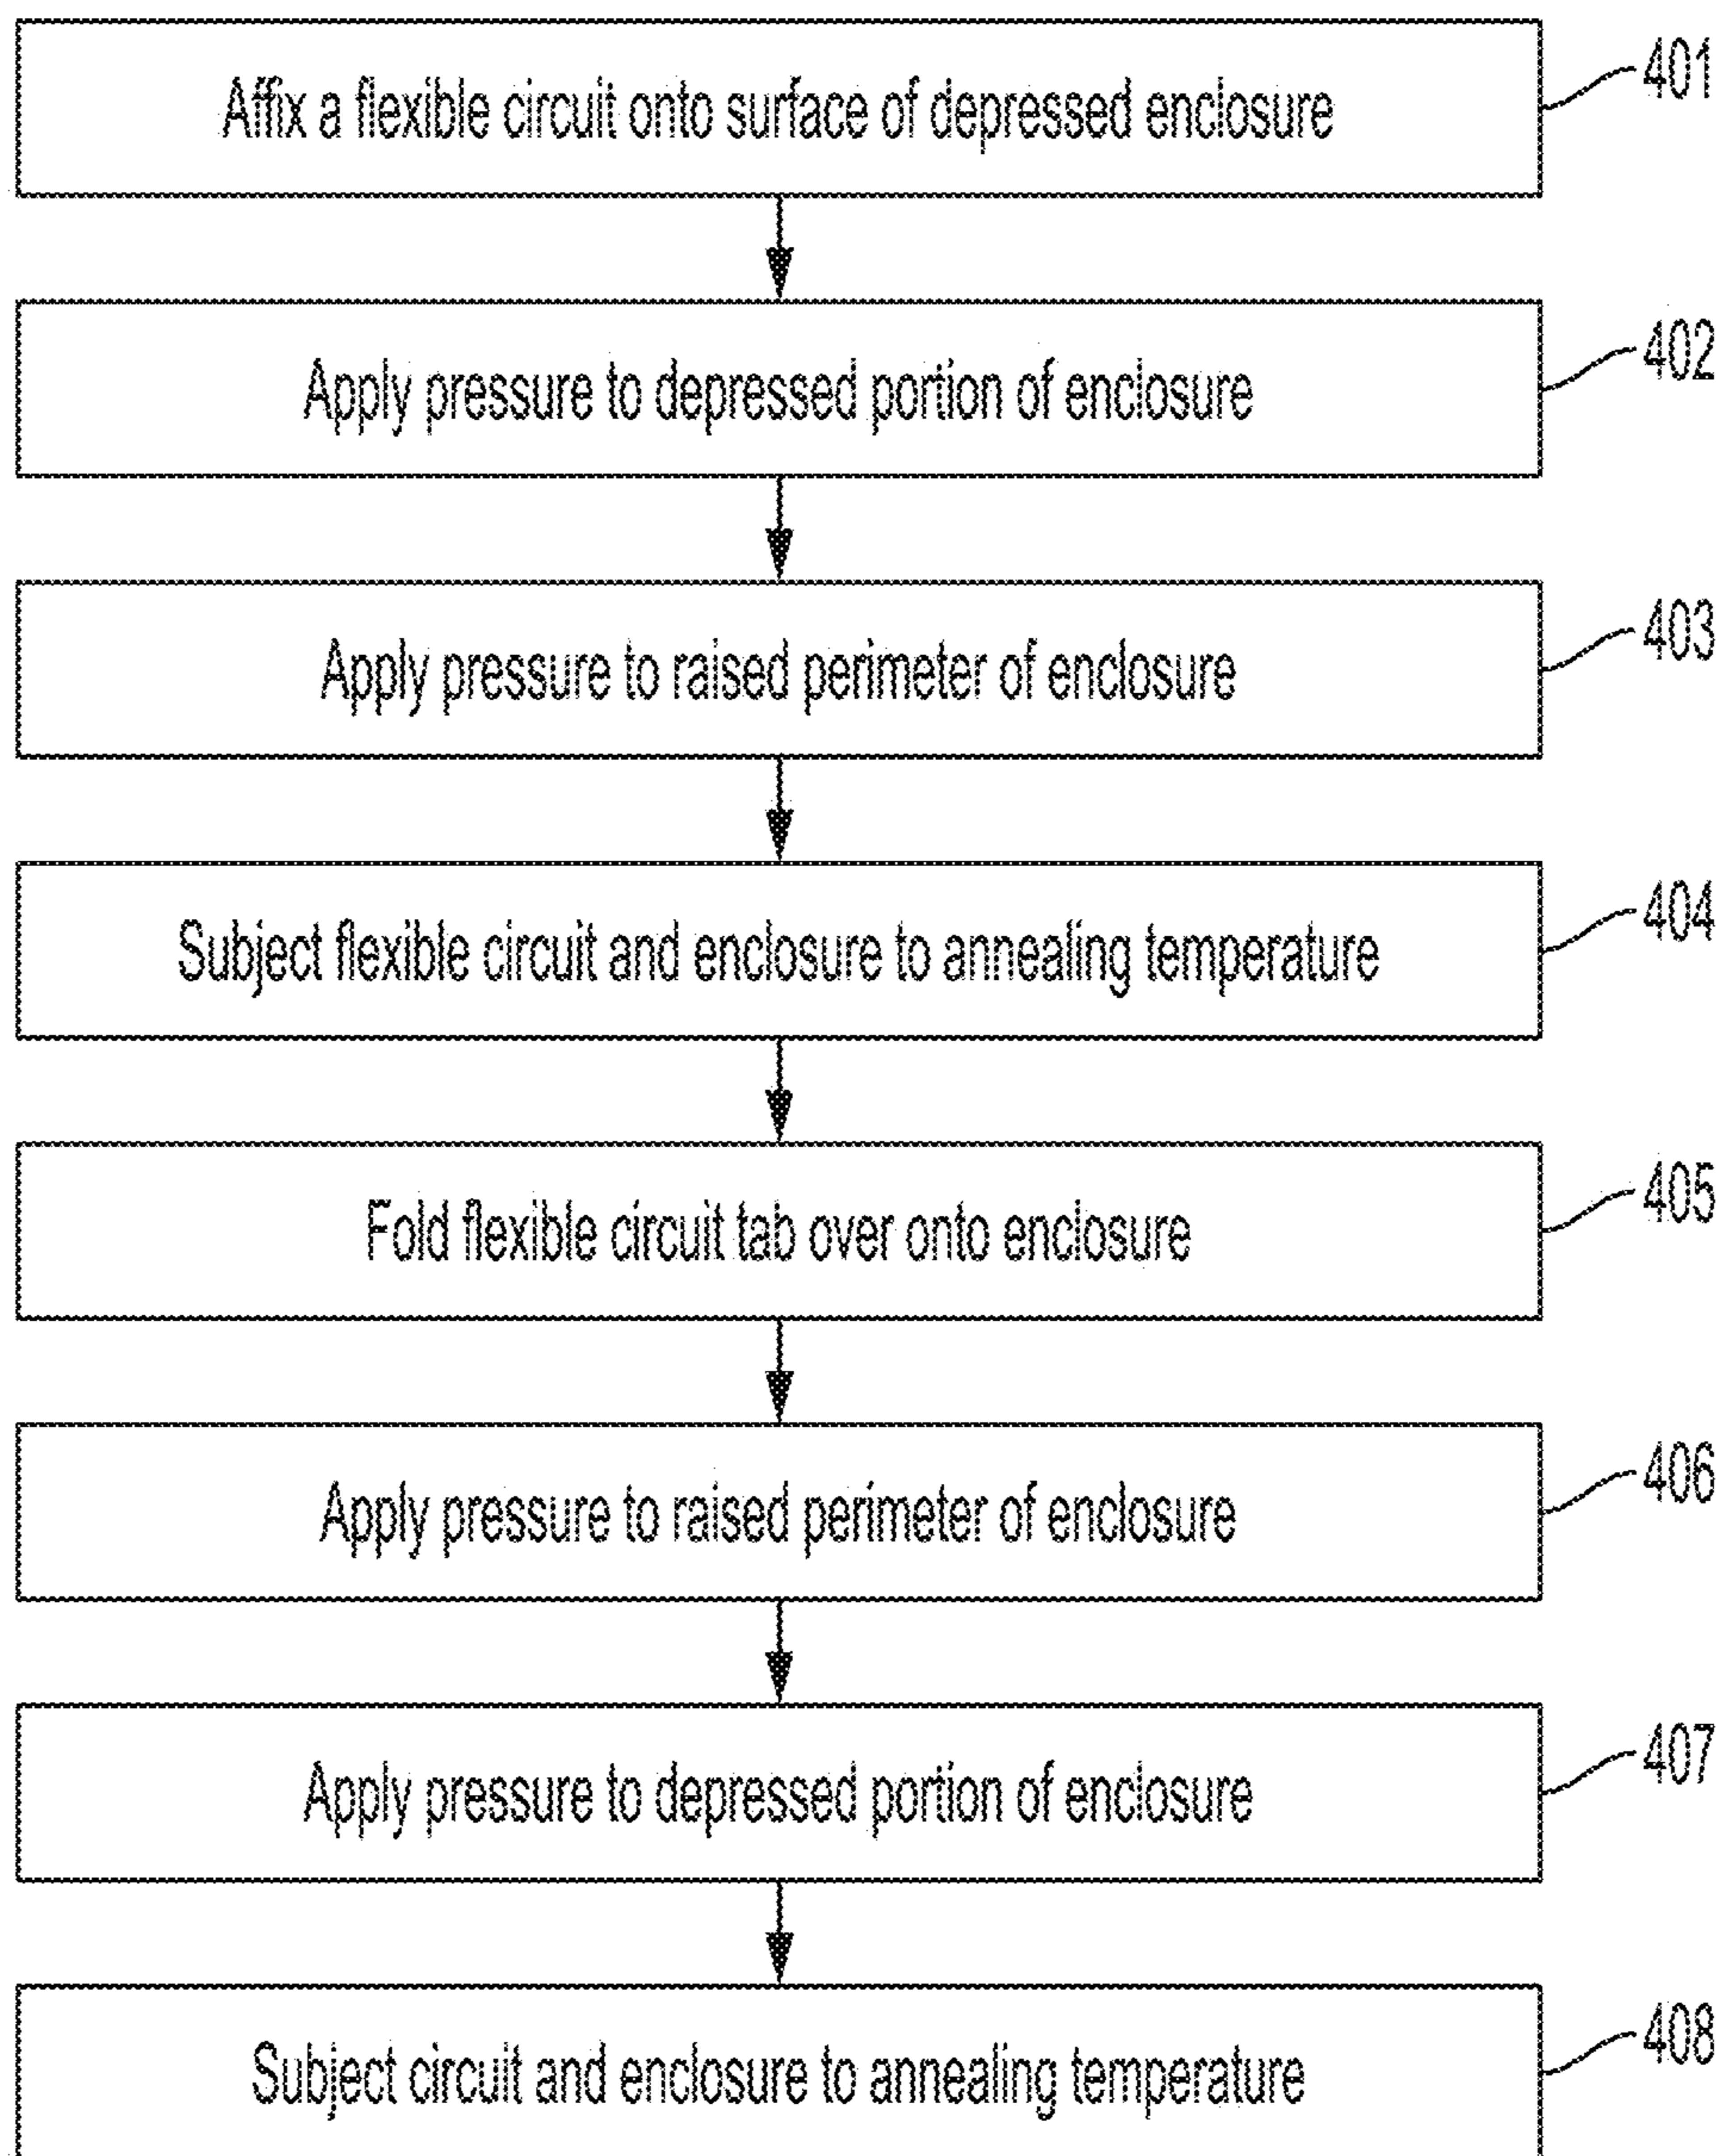 Affix a flexible circuit onto surface of depressed enclosure
401
Apply pressure to depressed portion of enclosure
402
Apply pressure to raised perimeter of enclosure
403
Subject flexible circuit and enclosure to annealing temperature
404
Fold flexible circuit tab over onto enclosure
405
Apply pressure to raised perimeter of enclosure
406
Apply pressure to depressed portion of enclosure
407
Subject circuit and enclosure to annealing temperature
408